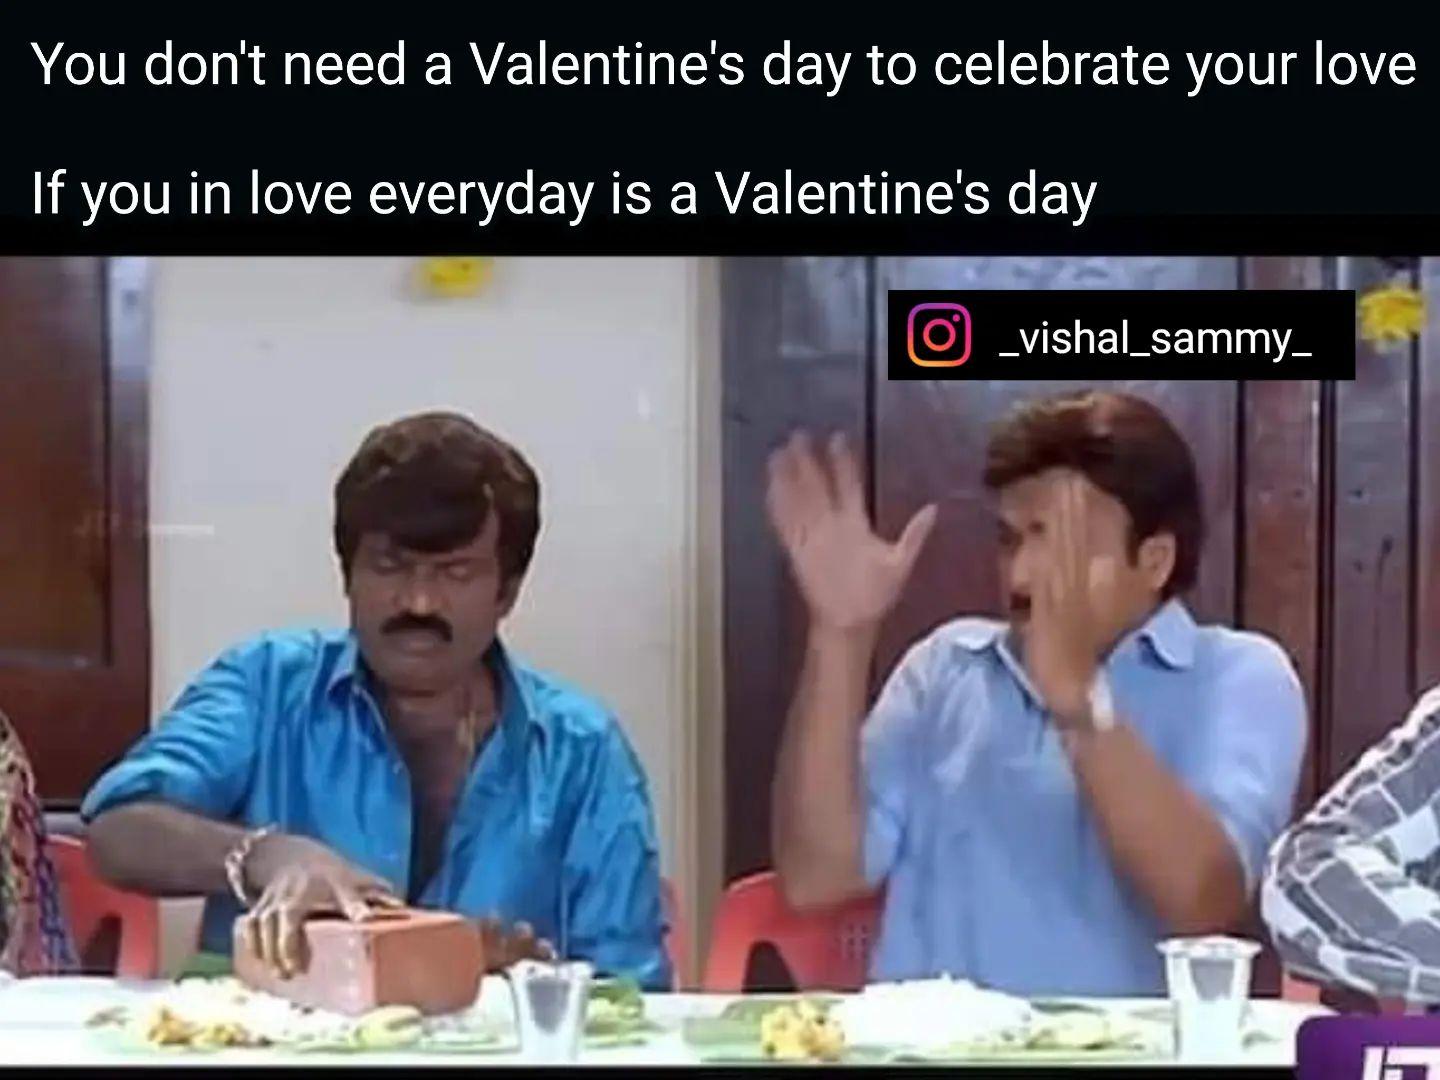 You don't need a Valentine's day to celebrate your love
If you in love everyday is a Valentine's day
_vishal_sammy_